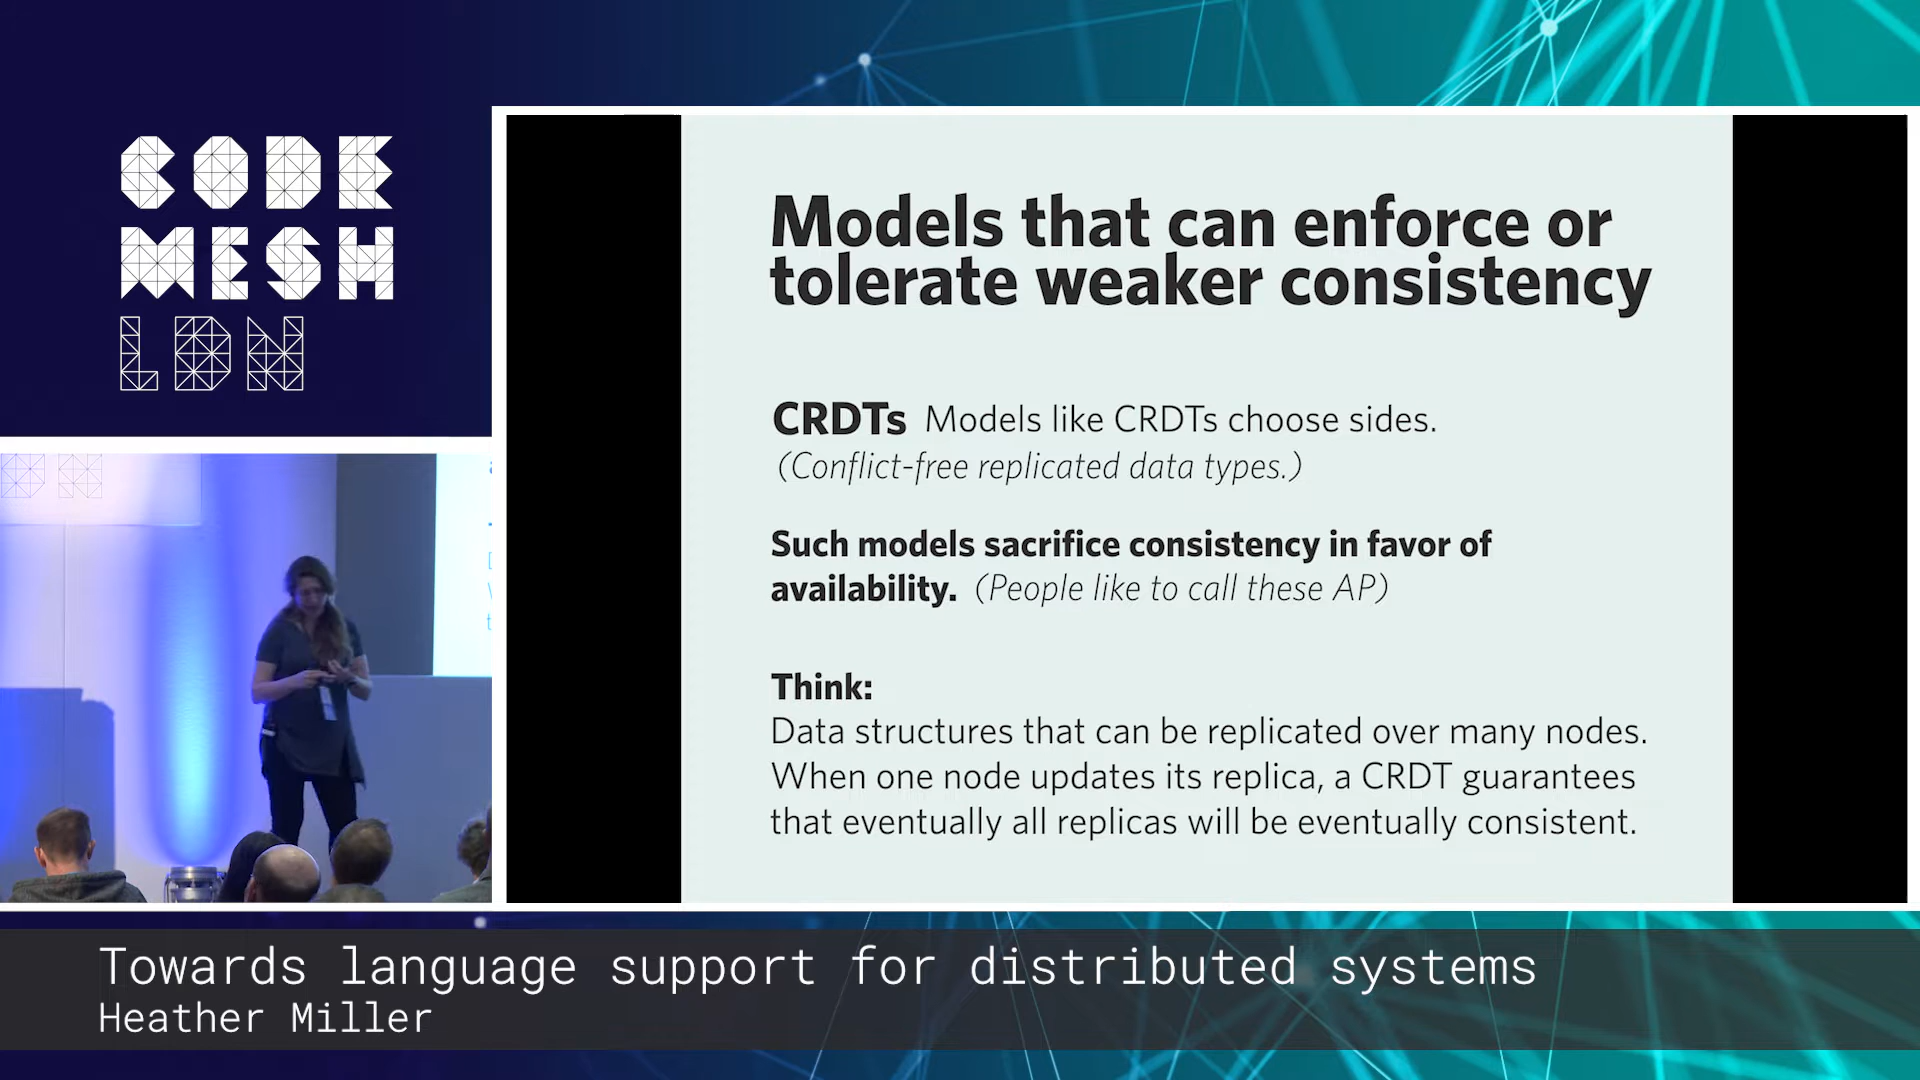 CODE
MESH
LDN
Models that can enforce or
tolerate weaker consistency
CRDTs Models like CRDTs choose sides.
(Conflict-free replicated data types.)
Such models sacrifice consistency in favor of
availability. (People like to call these AP)
Think:
Data structures that can be replicated over many nodes.
When one node updates its replica, a CRDT guarantees
that eventually all replicas will be eventually consistent.
Towards language support for distributed systems
Heather Miller